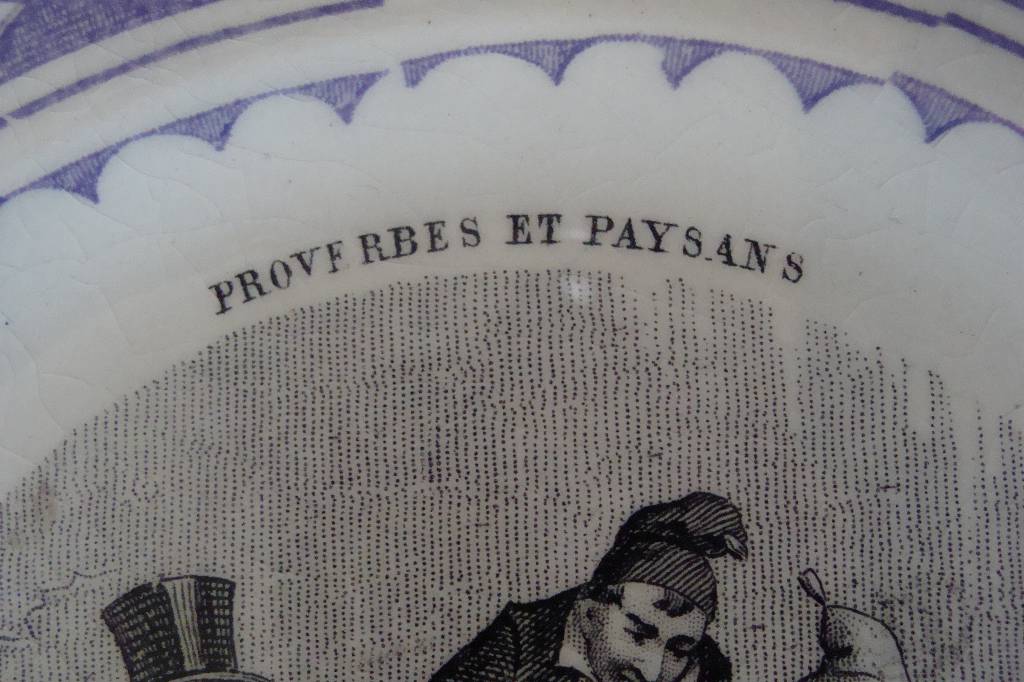 PROVERBES ET PAYSANS